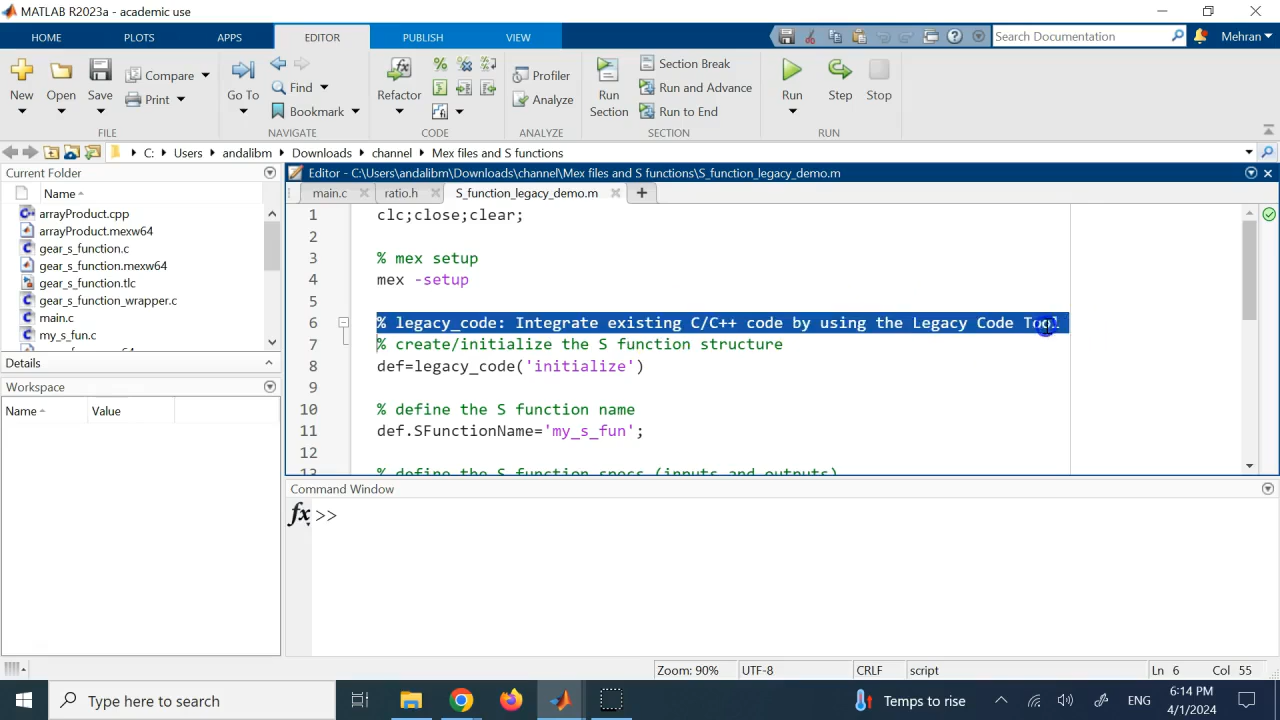 MATLAB R2023a - academic use
HOME PLOTS APPS EDITOR PUBLISH VIEW Search Documentation Mehran
New Open Save Compare Print Go To Find Bookmark Refactor Profiler Analyze Run Section Section Break Run and Advance Run to End Run Step Stop
FILE NAVIGATE CODE ANALYZE SECTION RUN
C: Users andalibm Downloads channel Mex files and S functions
Current Folder
Editor - C:\Users\andalibm\Downloads\channel\Mex files and S functions\S_function_legacy_demo.m
Name
main.c ratio.h S_function_legacy_demo.m
arrayProduct.cpp
arrayProduct.mexw64
gear_s_function.c
gear_s_function.mexw64
gear_s_function.tlc
gear_s_function_wrapper.c
main.c
my_s_fun.c
Details
Workspace
Name Value
1 clc;close;clear;
2
3 % mex setup
4 mex -setup
5
6 % legacy_code: Integrate existing C/C++ code by using the Legacy Code Tool
7 % create/initialize the S function structure
8 def=legacy_code('initialize')
9
10 % define the S function name
11 def.SFunctionName='my_s_fun';
12
13 % define the S function specs (inputs and outputs)
Command Window
fx >>
Zoom: 90% UTF-8 CRLF script Ln 6 Col 55
Type here to search Temps to rise ENG 6:14 PM
4/1/2024